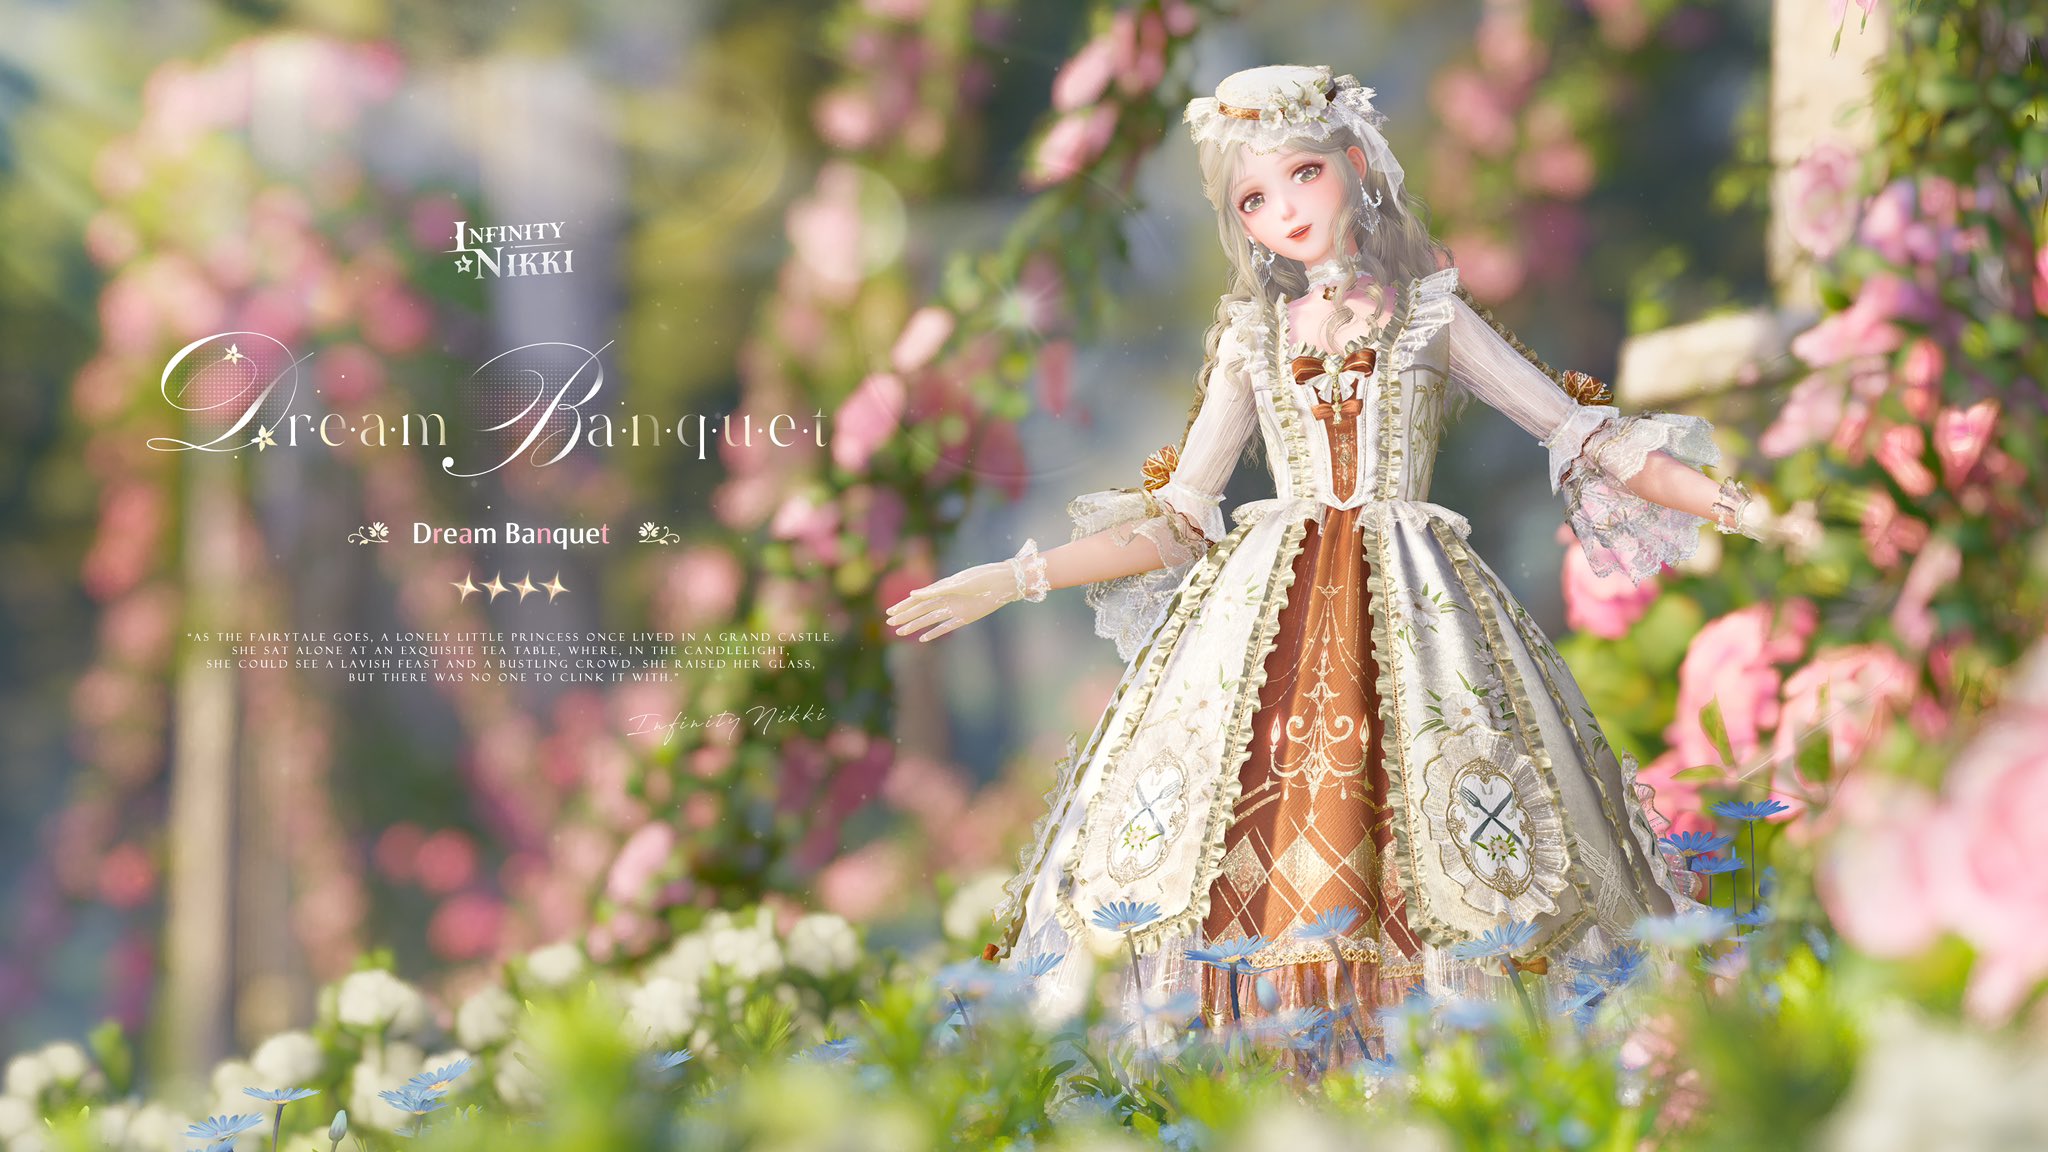 INFINITY
NIKKI
Dream Banquet
Dream Banquet
"AS THE FAIRYTALE GOES, A LONELY LITTLE PRINCESS ONCE LIVED IN A GRAND CASTLE.
SHE SAT ALONE AT AN EXQUISITE TEA TABLE, WHERE, IN THE CANDLELIGHT,
SHE COULD SEE A LAVISH FEAST AND A BUSTLING CROWD. SHE RAISED HER GLASS,
BUT THERE WAS NO ONE TO CLINK IT WITH."
Infinity Nikki